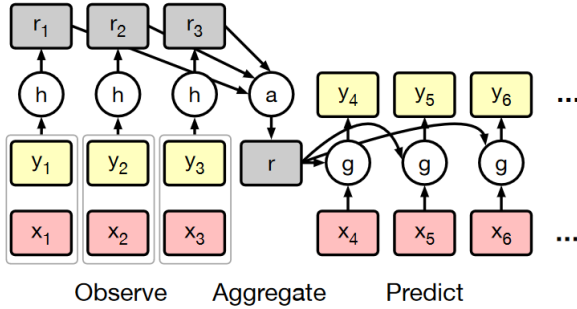 r1 r2 r3
h h h a
y4 y5 y6 ...
y1 y2 y3 r g g g
x1 x2 x3 x4 x5 x6 ...
Observe Aggregate Predict